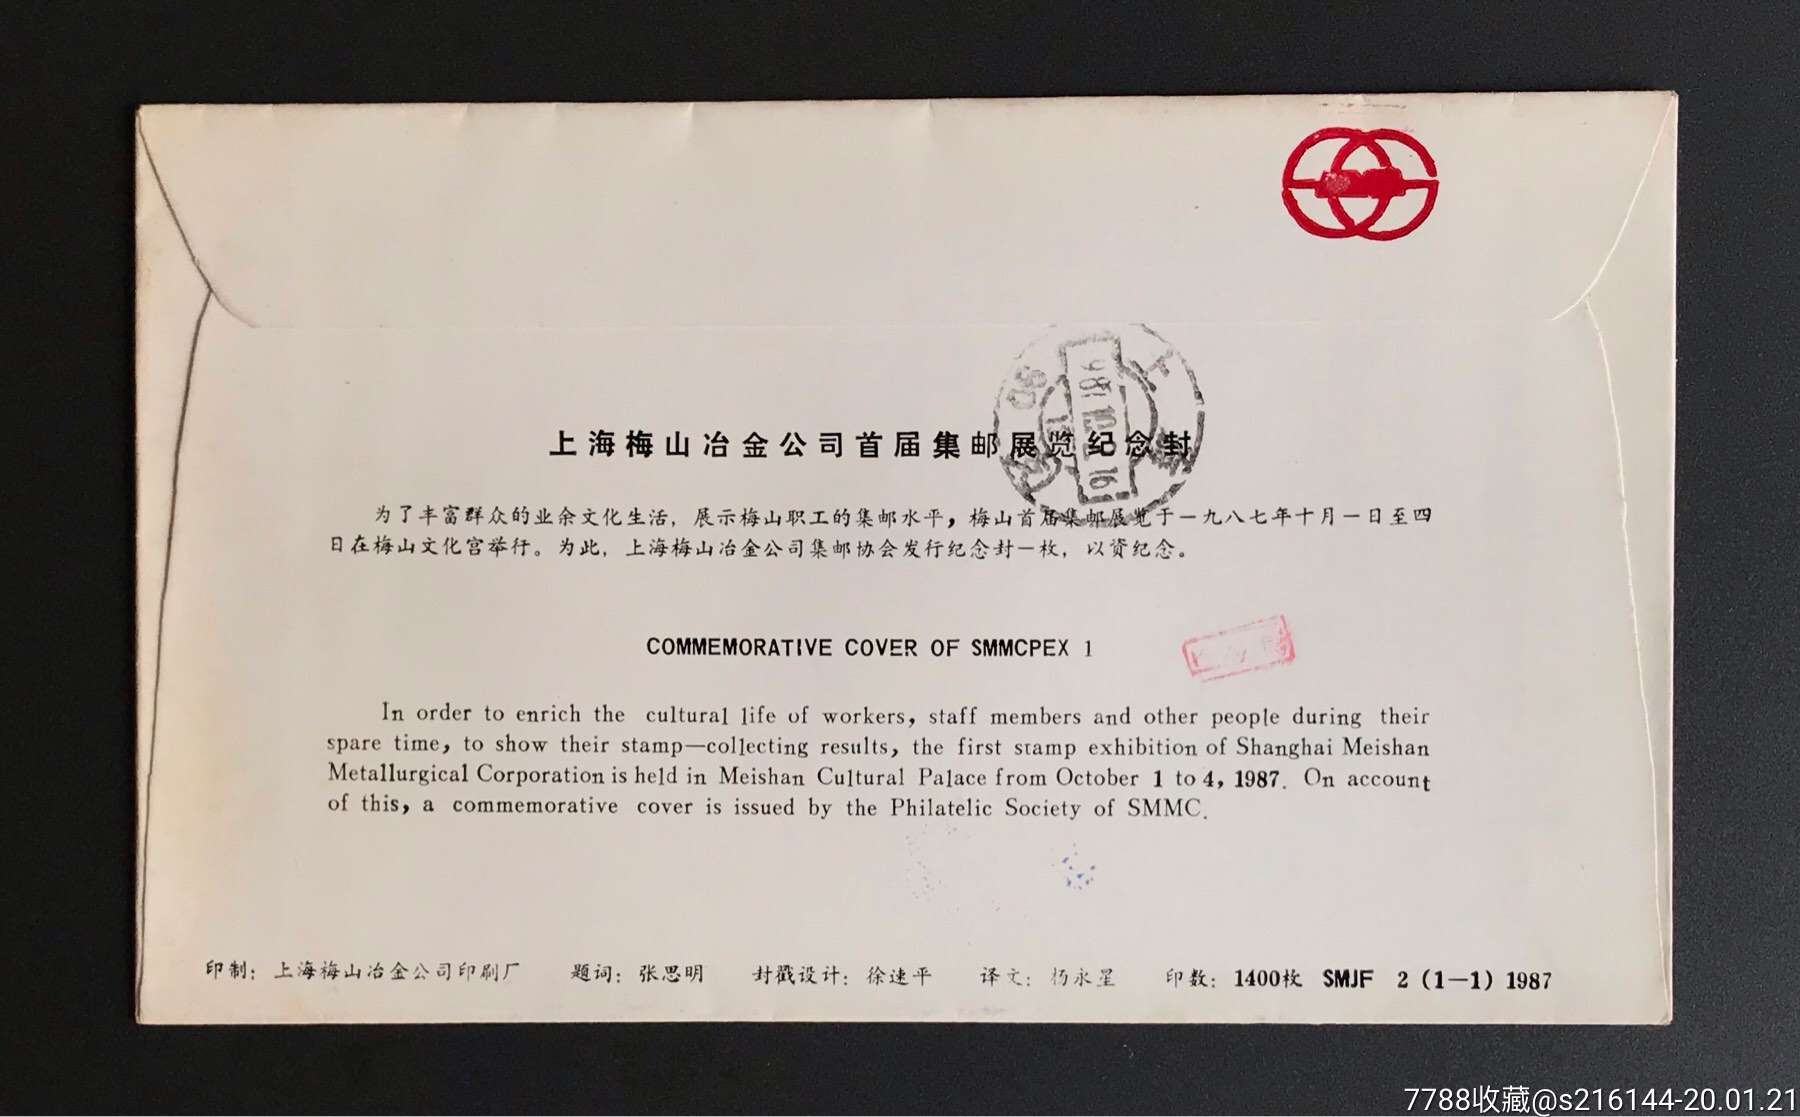 上海梅山冶金公司首届集邮展览纪念封
为了丰富群众的业余文化生活，展示梅山职工的集邮水平，梅山首届集邮展览于一九八七年十月一日至四
日在梅山文化宫举行。为此，上海梅山冶金公司集邮协会发行纪念封一枚，以资纪念。
COMMEMORATIVE COVER OF SMMCPEX 1
In order to enrich the cultural life of workers, staff members and other people during their
spare time, to show their stamp—collecting results, the first stamp exhibition of Shanghai Meishan
Metallurgical Corporation is held in Meishan Cultural Palace from October 1 to 4, 1987. On account
of this, a commemorative cover is issued by the Philatelic Society of SMMC.
印制：上海梅山冶金公司印刷厂 题词：张思明 封戳设计：徐速平 译文：杨永星 印数：1400枚 SMJF 2 (1—1) 1987
7788收藏@s216144-20.01.21